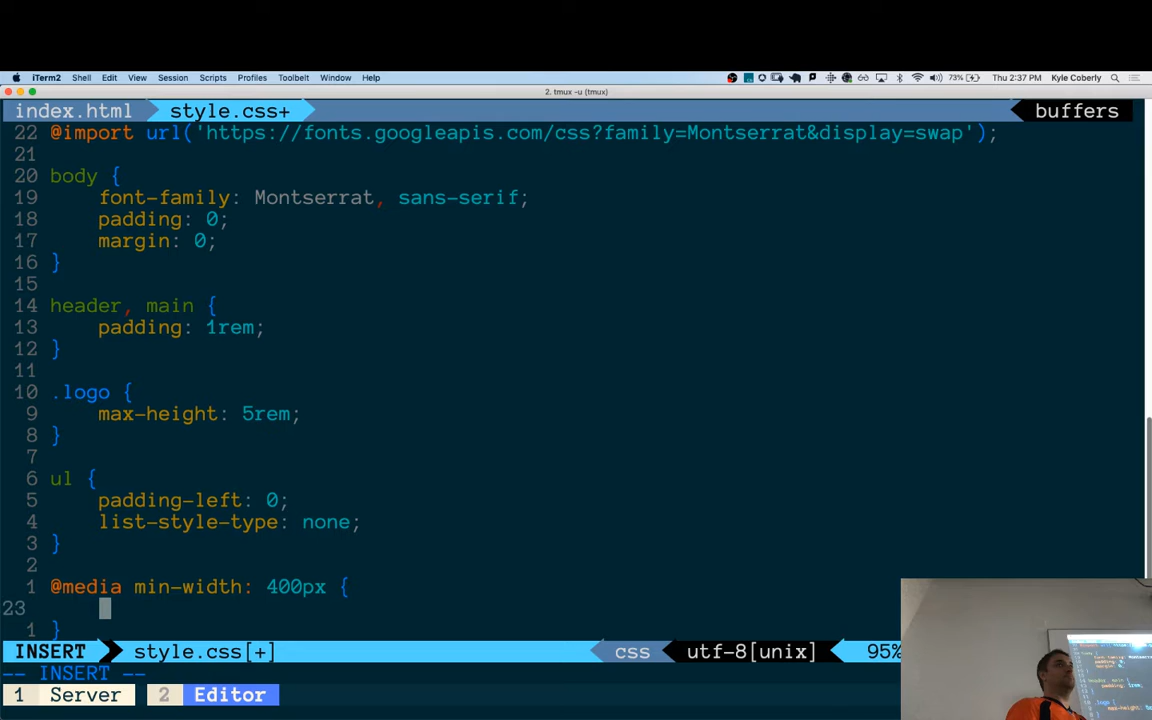 iTerm2 Shell Edit View Session Scripts Profiles Toolbelt Window Help 73% Thu 2:37 PM Kyle Coberly
2. tmux -u (tmux)
index.html style.css+ buffers
22 @import url('https://fonts.googleapis.com/css?family=Montserrat&display=swap');
21
20 body {
19 font-family: Montserrat, sans-serif;
18 padding: 0;
17 margin: 0;
16 }
15
14 header, main {
13 padding: 1rem;
12 }
11
10 .logo {
9 max-height: 5rem;
8 }
7
6 ul {
5 padding-left: 0;
4 list-style-type: none;
3 }
2
1 @media min-width: 400px {
23
1 }
INSERT style.css[+] css utf-8[unix] 95%
-- INSERT --
1 Server 2 Editor